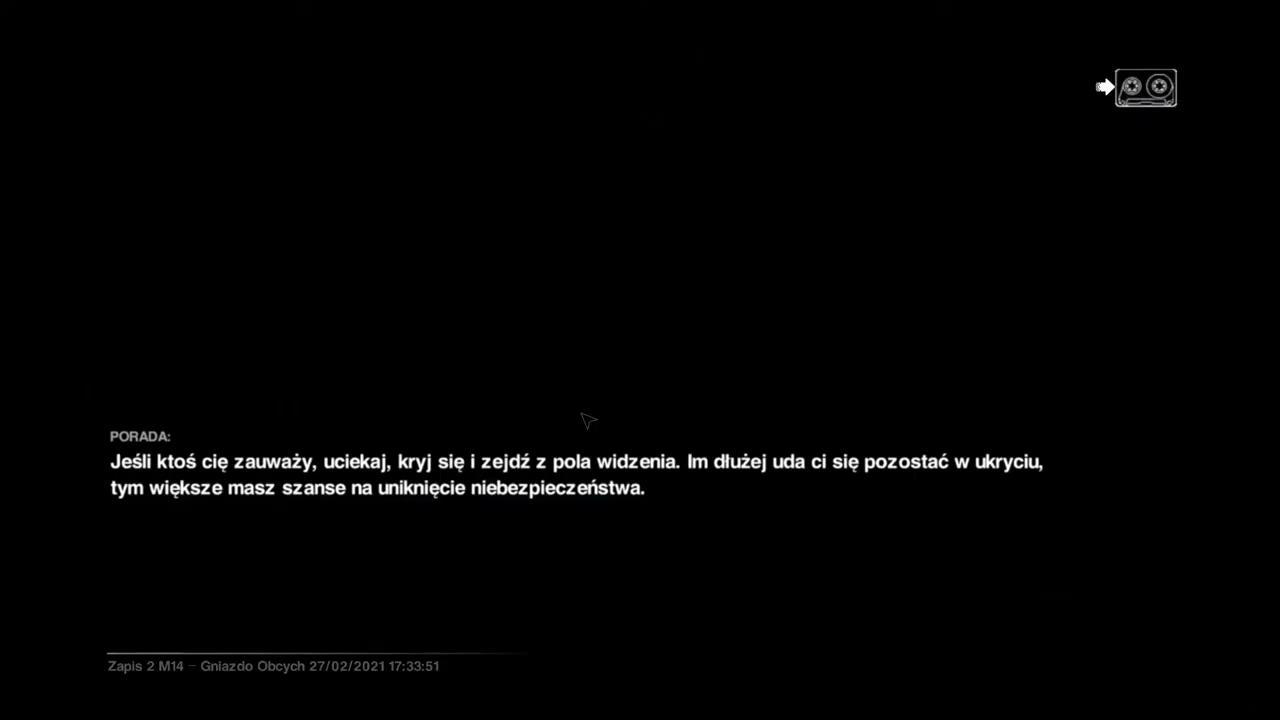 PORADA:
Jeśli ktoś cię zauważy, uciekaj, kryj się i zejdź z pola widzenia. Im dłużej uda ci się pozostać w ukryciu,
tym większe masz szanse na uniknięcie niebezpieczeństwa.
Zapis 2 M14 – Gniazdo Obcych 27/02/2021 17:33:51